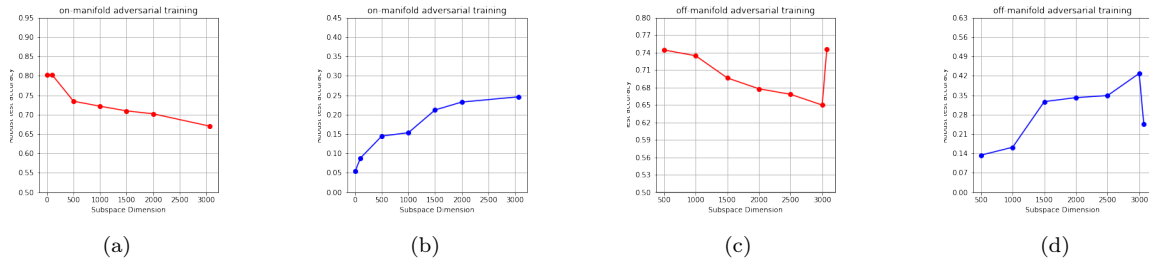 on-manifold adversarial training
0.95
0.90
0.85
0.80
0.75
0.70
0.65
0.60
0.55
0.50
0 500 1000 1500 2000 2500 3000
Subspace Dimension
(a)
on-manifold adversarial training
0.45
0.40
0.35
0.30
0.25
0.20
0.15
0.10
0.05
0.00
0 500 1000 1500 2000 2500 3000
Subspace Dimension
(b)
off-manifold adversarial training
0.80
0.77
0.74
0.71
0.68
0.65
0.62
0.59
0.56
0.53
0.50
500 1000 1500 2000 2500 3000
Subspace Dimension
(c)
off-manifold adversarial training
0.63
0.56
0.49
0.42
0.35
0.28
0.21
0.14
0.07
0.00
500 1000 1500 2000 2500 3000
Subspace Dimension
(d)